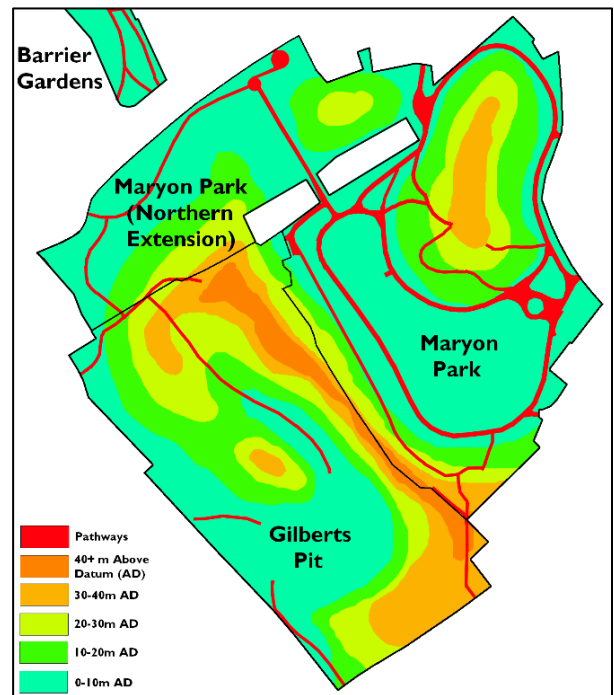 Barrier
Gardens
Maryon Park
(Northern
Extension)
Maryon
Park
Gilberts
Pit
Pathways
40+ m Above
Datum (AD)
30-40m AD
20-30m AD
10-20m AD
0-10m AD